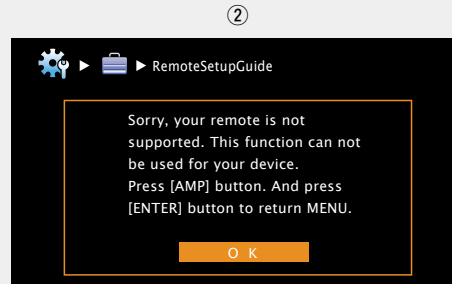 ②
RemoteSetupGuide
Sorry, your remote is not
supported. This function can not
be used for your device.
Press [AMP] button. And press
[ENTER] button to return MENU.
O K